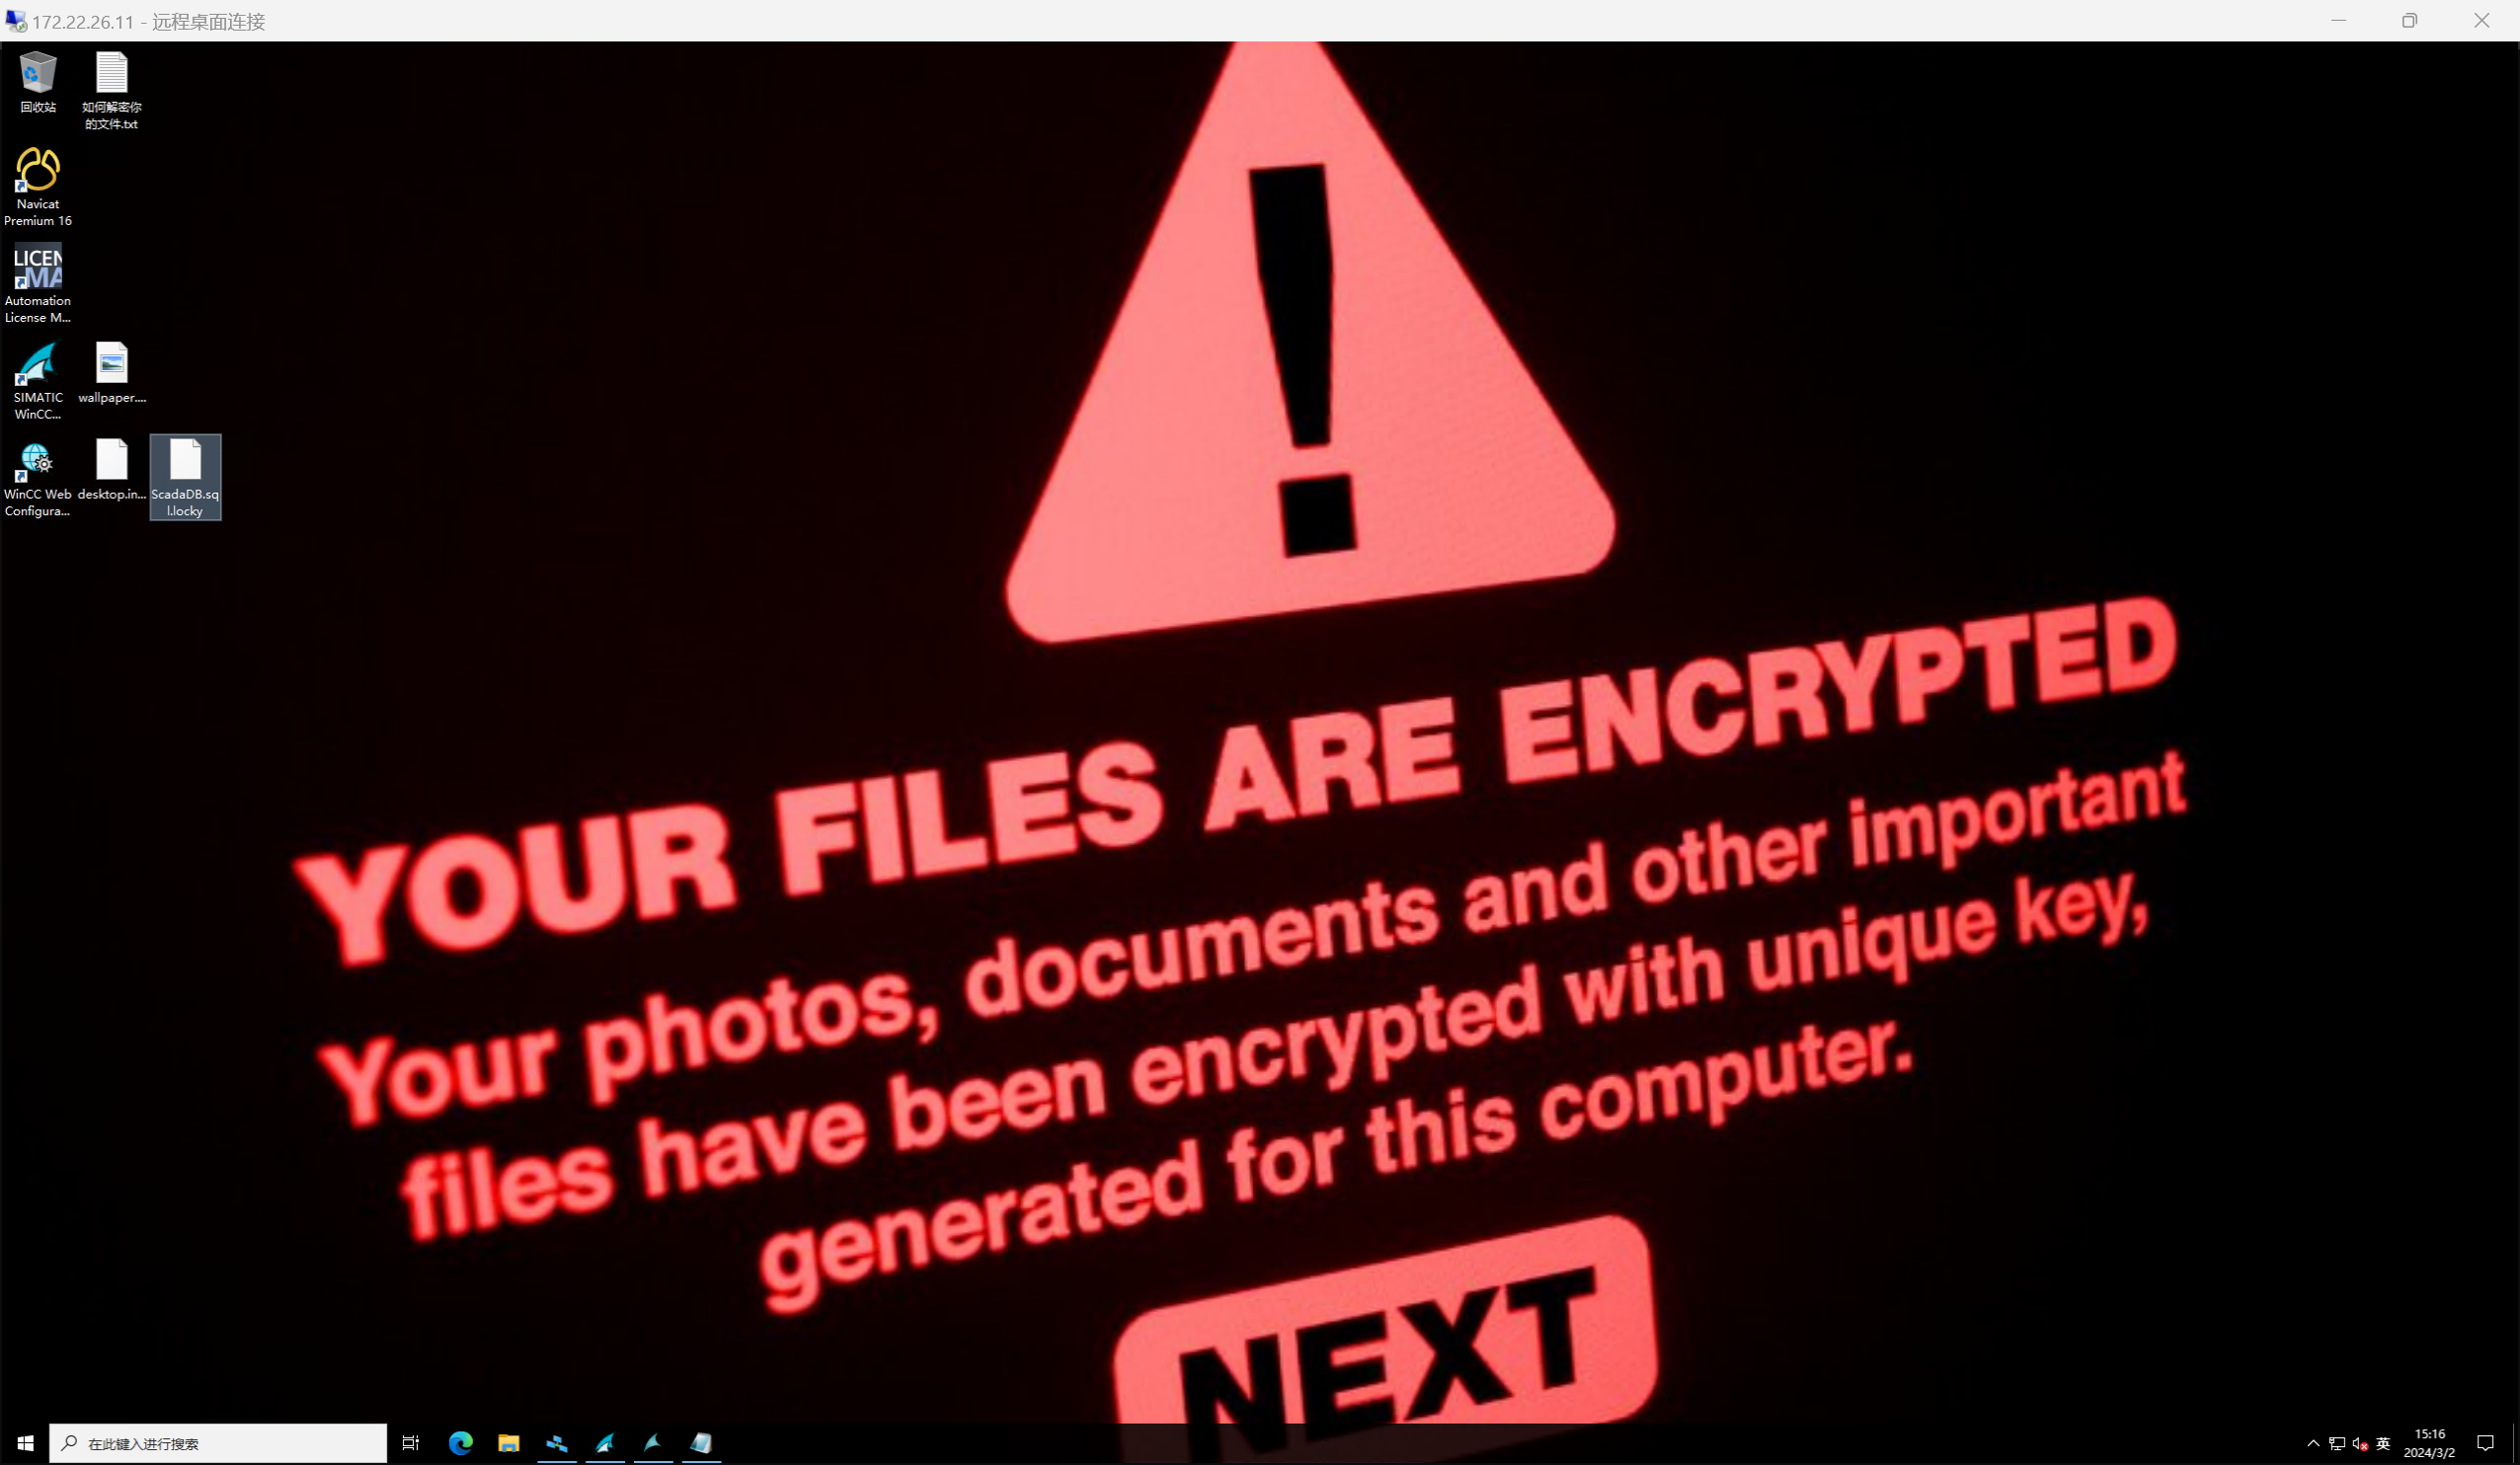 172.22.26.11 - 远程桌面连接
回收站
如何解密你
的文件.txt
Navicat
Premium 16
LICEN
MA
Automation
License M...
SIMATIC
WinCC...
wallpaper....
WinCC Web
Configura...
desktop.in...
ScadaDB.sq
l.locky
YOUR FILES ARE ENCRYPTED
Your photos, documents and other important
files have been encrypted with unique key,
generated for this computer.
NEXT
在此键入进行搜索
英
15:16
2024/3/2